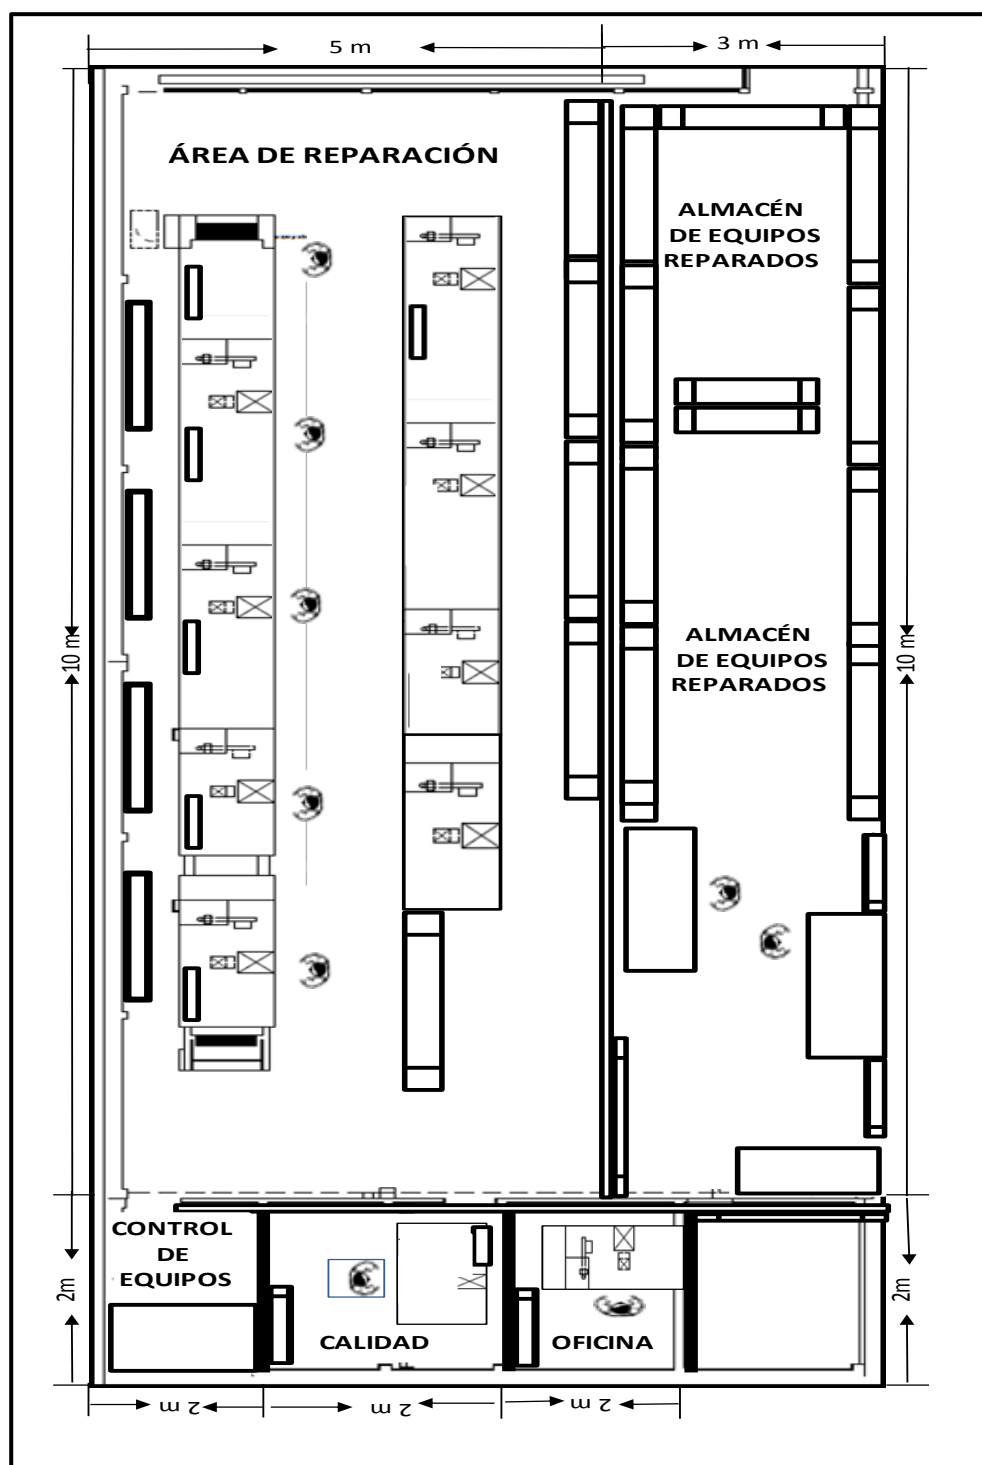 5 m
3 m
ÁREA DE REPARACIÓN
ALMACÉN
DE EQUIPOS
REPARADOS
10 m
ALMACÉN
DE EQUIPOS
REPARADOS
10 m
CONTROL
DE
EQUIPOS
2m
CALIDAD
OFICINA
2m
2 m
2 m
2 m